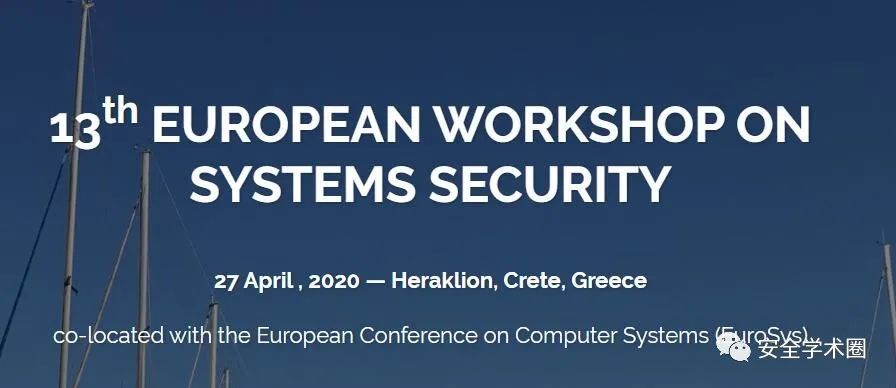 13th EUROPEAN WORKSHOP ON
SYSTEMS SECURITY
27 April , 2020 — Heraklion, Crete, Greece
co-located with the European Conference on Computer Systems (EuroSys).
安全学术圈